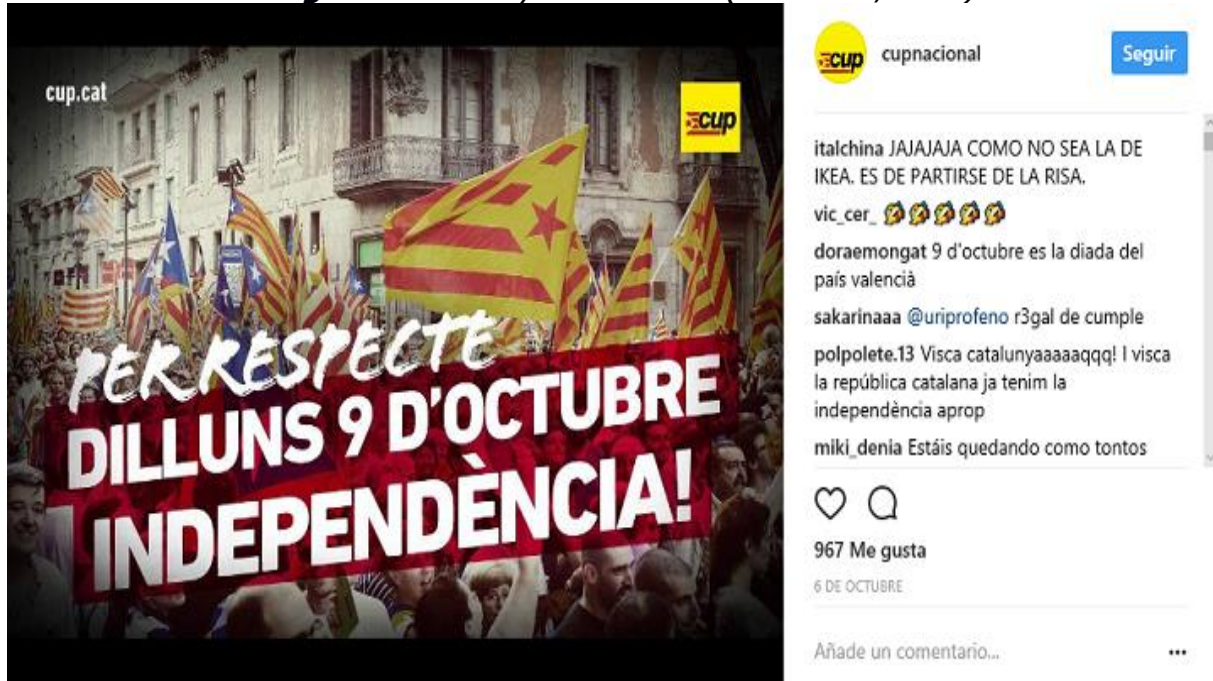 cup.cat
cup
PER RESPECTE
DILLUNS 9 D'OCTUBRE
INDEPENDÈNCIA!
cup cupnacional Seguir
italchina JAJAJAJA COMO NO SEA LA DE
IKEA. ES DE PARTIRSE DE LA RISA.
vic_cer_ 
doraemongat 9 d'octubre es la diada del
país valencià
sakarinaaa @uriprofeno r3gal de cumple
polpolete.13 Visca catalunyaaaaaqqq! I visca
la república catalana ja tenim la
independència aprop
miki_denia Estáis quedando como tontos
967 Me gusta
6 DE OCTUBRE
Añade un comentario...